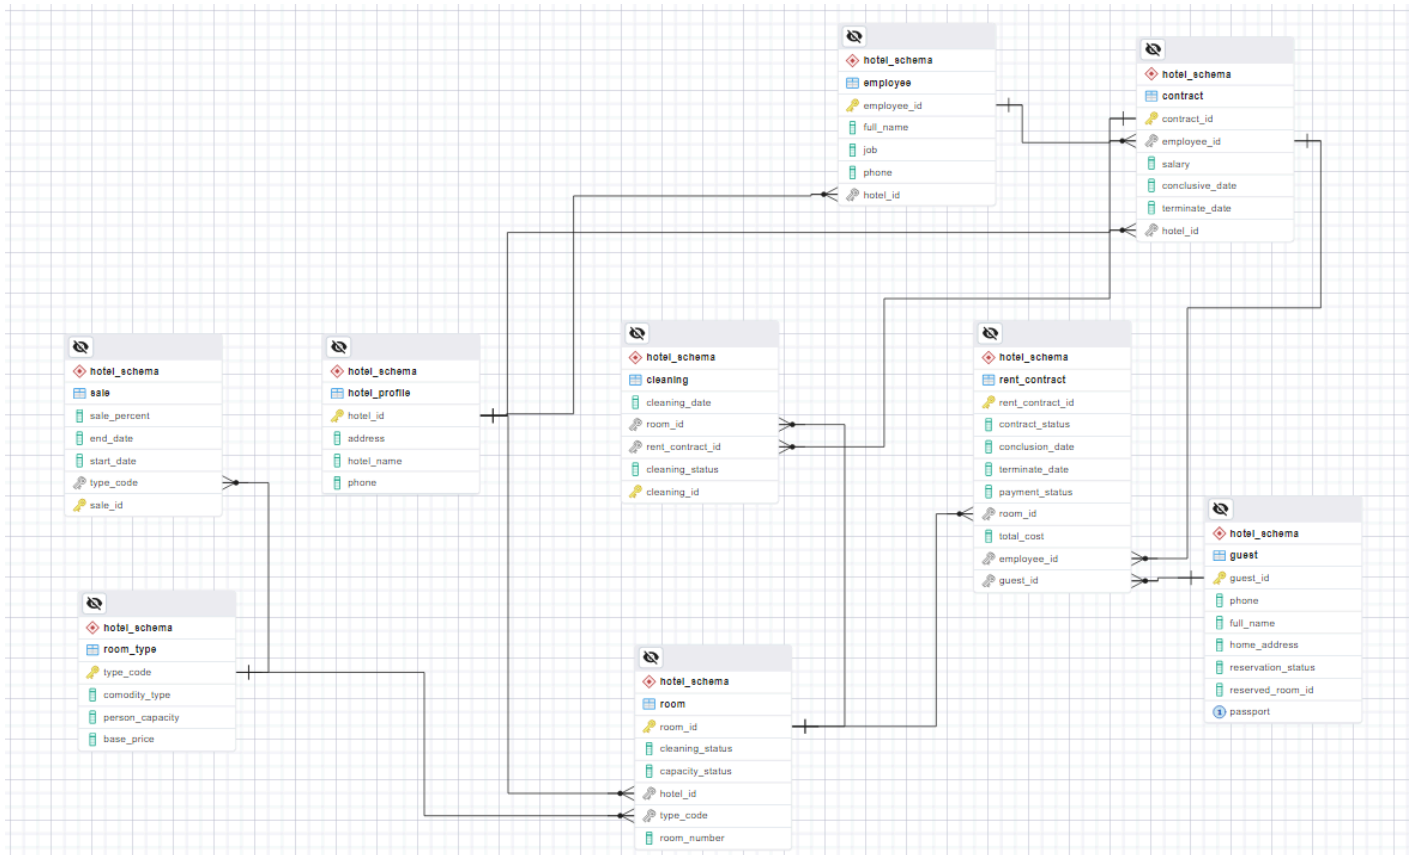 hotel_schema
employee
employee_id
full_name
job
phone
hotel_id
hotel_schema
contract
contract_id
employee_id
salary
conclusive_date
terminate_date
hotel_id
hotel_schema
sale
sale_percent
end_date
start_date
type_code
sale_id
hotel_schema
hotel_profile
hotel_id
address
hotel_name
phone
hotel_schema
cleaning
cleaning_date
room_id
rent_contract_id
cleaning_status
cleaning_id
hotel_schema
rent_contract
rent_contract_id
contract_status
conclusion_date
terminate_date
payment_status
room_id
total_cost
employee_id
guest_id
hotel_schema
guest
guest_id
phone
full_name
home_address
reservation_status
reserved_room_id
1 passport
hotel_schema
room_type
type_code
comodity_type
person_capacity
base_price
hotel_schema
room
room_id
cleaning_status
capacity_status
hotel_id
type_code
room_number